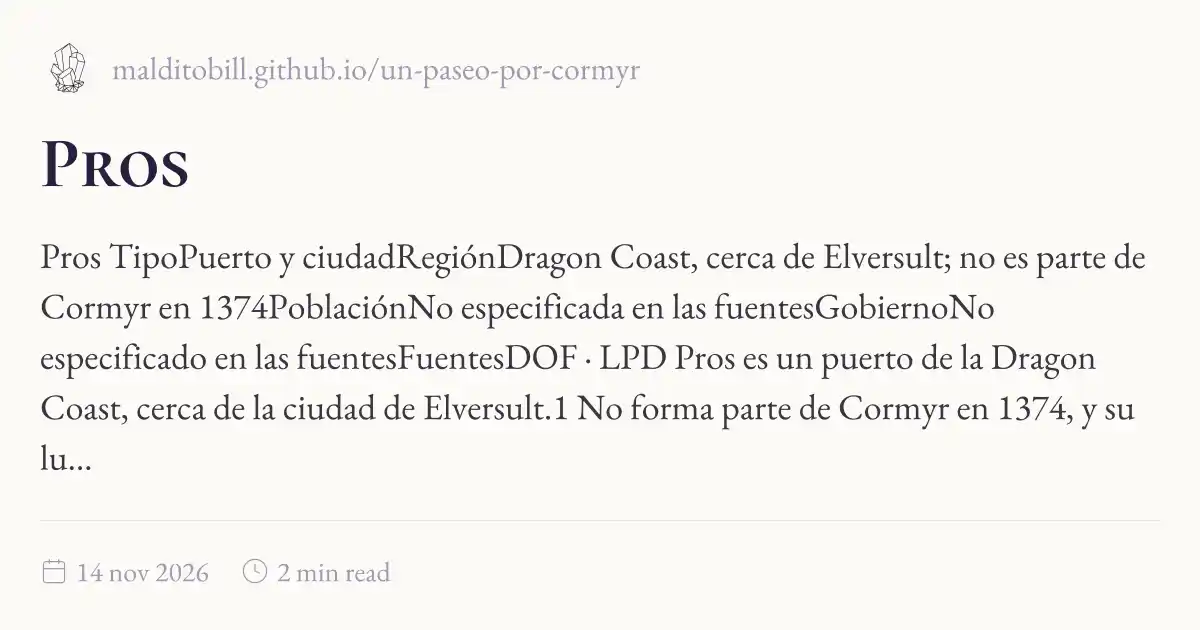 malditobill.github.io/un-paseo-por-cormyr
Pros
Pros TipoPuerto y ciudadRegiónDragon Coast, cerca de Elversult; no es parte de
Cormyr en 1374PoblaciónNo especificada en las fuentesGobiernoNo
especificado en las fuentesFuentesDOF · LPD Pros es un puerto de la Dragon
Coast, cerca de la ciudad de Elversult.1 No forma parte de Cormyr en 1374, y su
lu...
14 nov 2026
2 min read